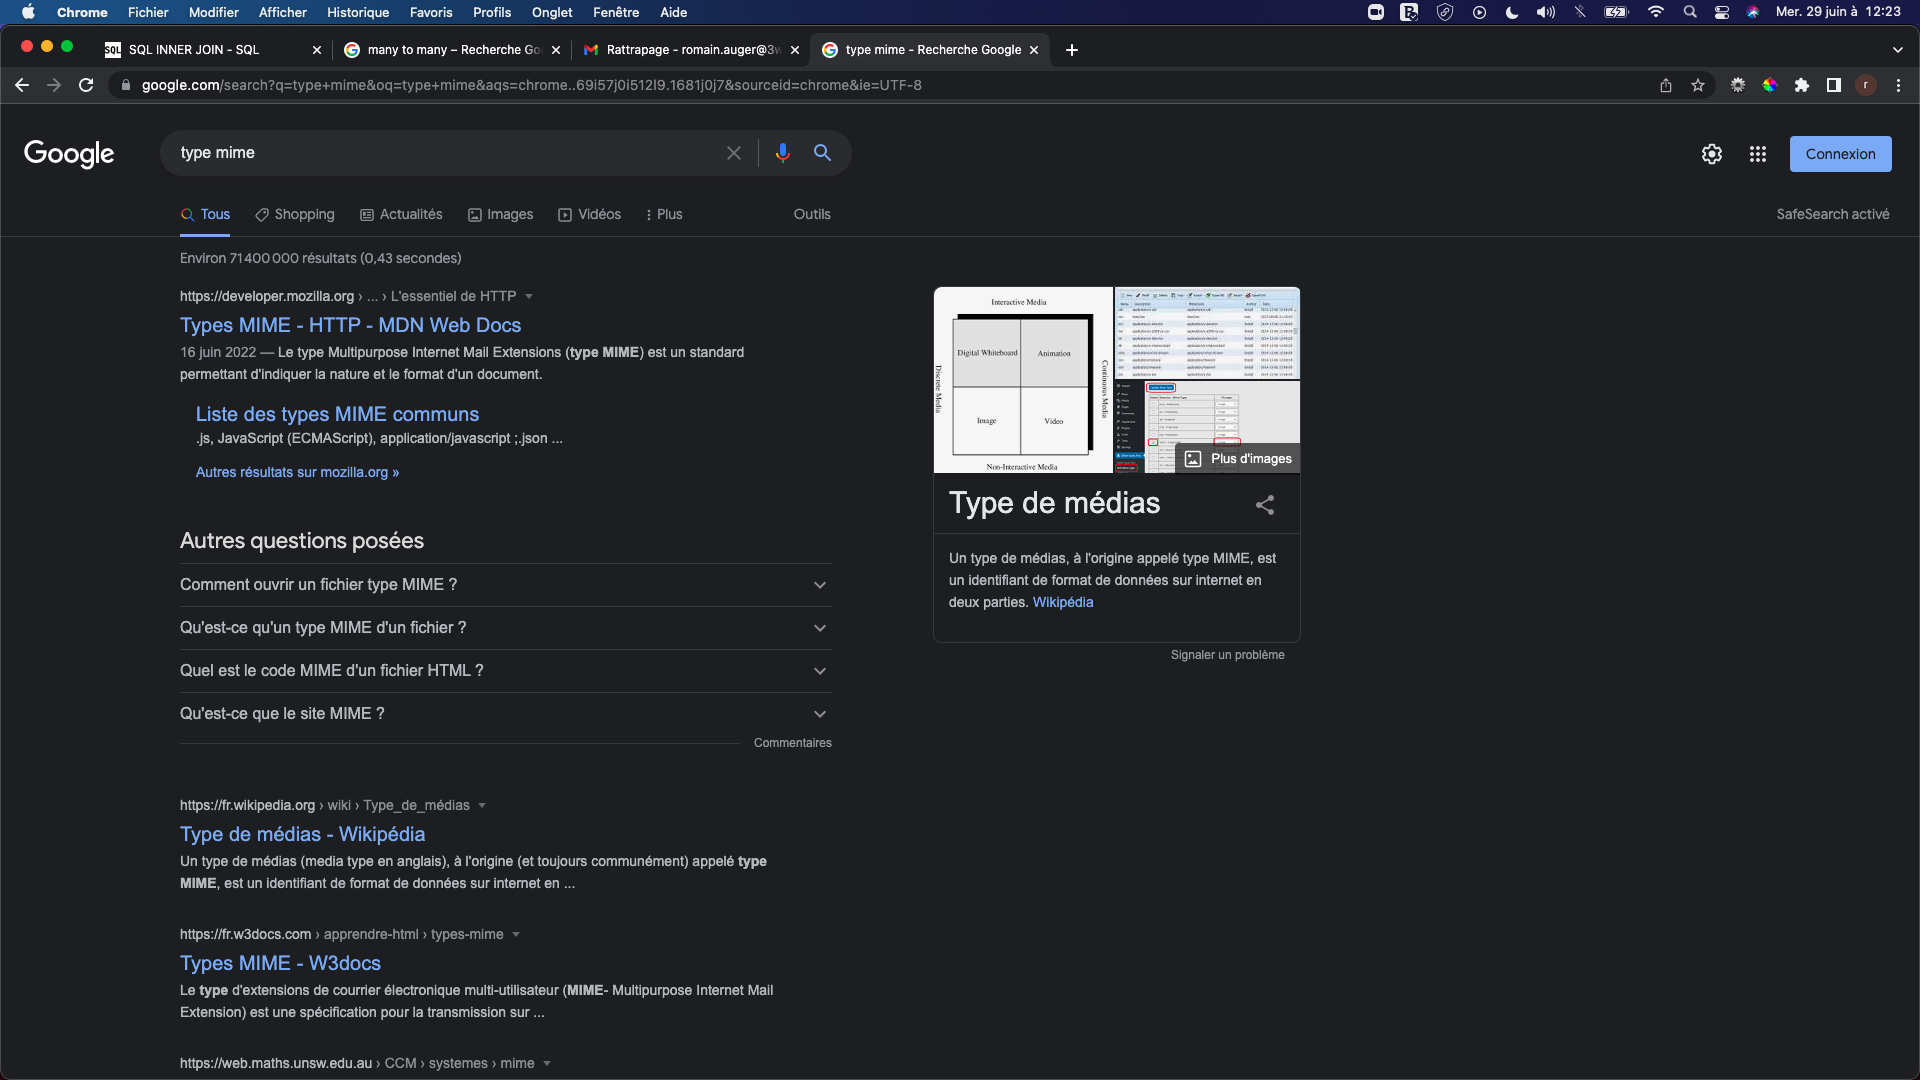 Chrome Fichier Modifier Afficher Historique Favoris Profils Onglet Fenêtre Aide
Mer. 29 juin à 12:23
SQL SQL INNER JOIN - SQL
many to many – Recherche Go
Rattrapage - romain.auger@3w
type mime - Recherche Google
google.com/search?q=type+mime&oq=type+mime&aqs=chrome..69i57j0i512l9.1681j0j7&sourceid=chrome&ie=UTF-8
r
Google
type mime
Connexion
Tous Shopping Actualités Images Vidéos Plus Outils
SafeSearch activé
Environ 71 400 000 résultats (0,43 secondes)
https://developer.mozilla.org › ... › L'essentiel de HTTP
Types MIME - HTTP - MDN Web Docs
16 juin 2022 — Le type Multipurpose Internet Mail Extensions (type MIME) est un standard
permettant d'indiquer la nature et le format d'un document.
Liste des types MIME communs
.js, JavaScript (ECMAScript), application/javascript ;.json ...
Autres résultats sur mozilla.org »
Autres questions posées
Comment ouvrir un fichier type MIME ?
Qu'est-ce qu'un type MIME d'un fichier ?
Quel est le code MIME d'un fichier HTML ?
Qu'est-ce que le site MIME ?
Commentaires
https://fr.wikipedia.org › wiki › Type_de_médias
Type de médias - Wikipédia
Un type de médias (media type en anglais), à l'origine (et toujours communément) appelé type
MIME, est un identifiant de format de données sur internet en ...
https://fr.w3docs.com › apprendre-html › types-mime
Types MIME - W3docs
Le type d'extensions de courrier électronique multi-utilisateur (MIME- Multipurpose Internet Mail
Extension) est une spécification pour la transmission sur ...
https://web.maths.unsw.edu.au › CCM › systemes › mime
Interactive Media
Digital Whiteboard
Animation
Discrete Media
Continuous Media
Image
Video
Non-Interactive Media
Plus d'images
Type de médias
Un type de médias, à l'origine appelé type MIME, est
un identifiant de format de données sur internet en
deux parties. Wikipédia
Signaler un problème